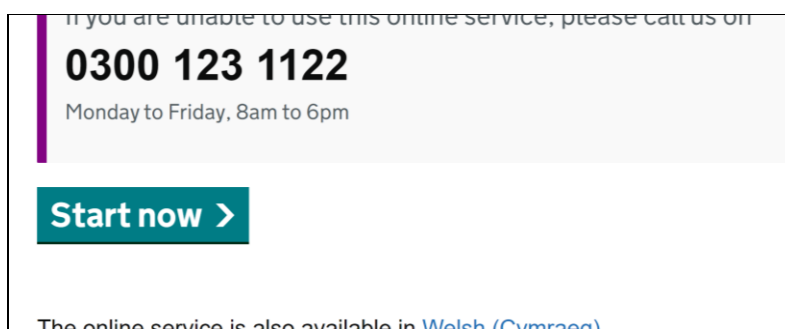 If you are unable to use this online service, please call us on
0300 123 1122
Monday to Friday, 8am to 6pm
Start now
The online service is also available in Welsh (Cymraeg)